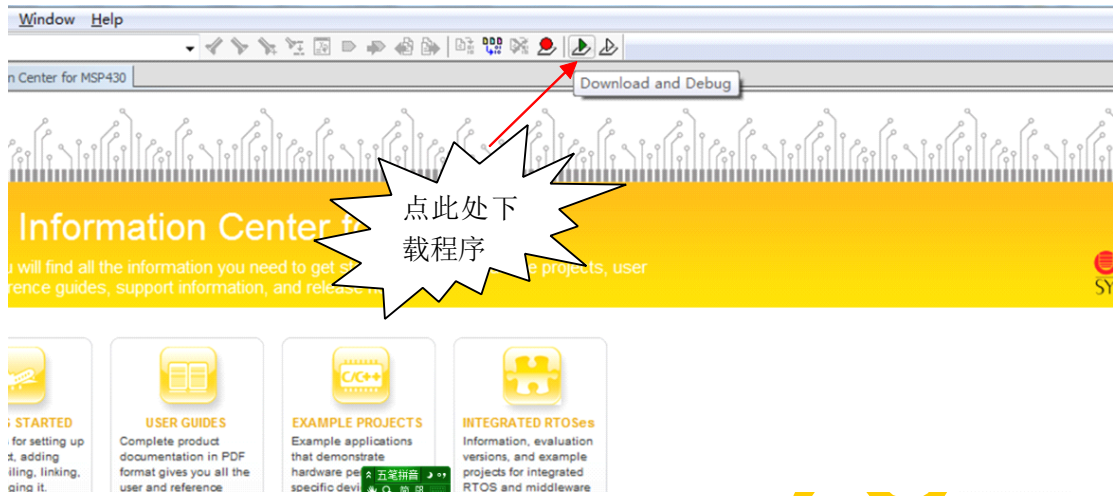 Window Help
n Center for MSP430
Download and Debug
点此处下
载程序
Information Center f
u will find all the information you need to get s
e projects, user
rence guides, support information, and release
SY
STARTED
for setting up
t, adding
iling, linking,
ging it.
USER GUIDES
Complete product
documentation in PDF
format gives you all the
user and reference
EXAMPLE PROJECTS
C/C++
Example applications
that demonstrate
hardware pe
specific devi
五笔拼音
INTEGRATED RTOSes
Information, evaluation
versions, and example
projects for integrated
RTOS and middleware